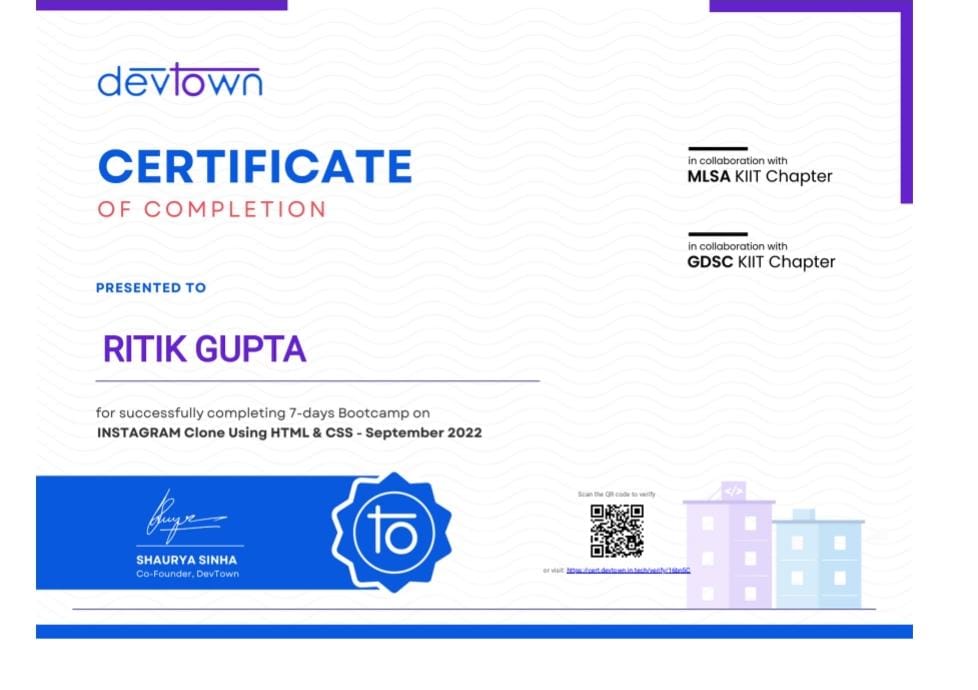 devtown
CERTIFICATE
OF COMPLETION
in collaboration with
MLSA KIIT Chapter
in collaboration with
GDSC KIIT Chapter
PRESENTED TO
RITIK GUPTA
for successfully completing 7-days Bootcamp on
INSTAGRAM Clone Using HTML & CSS - September 2022
SHAURYA SINHA
Co-Founder, DevTown
to
Scan the QR code to verify
or visit: https://cert.devtown.in.tech/verify/16bnSC
</>